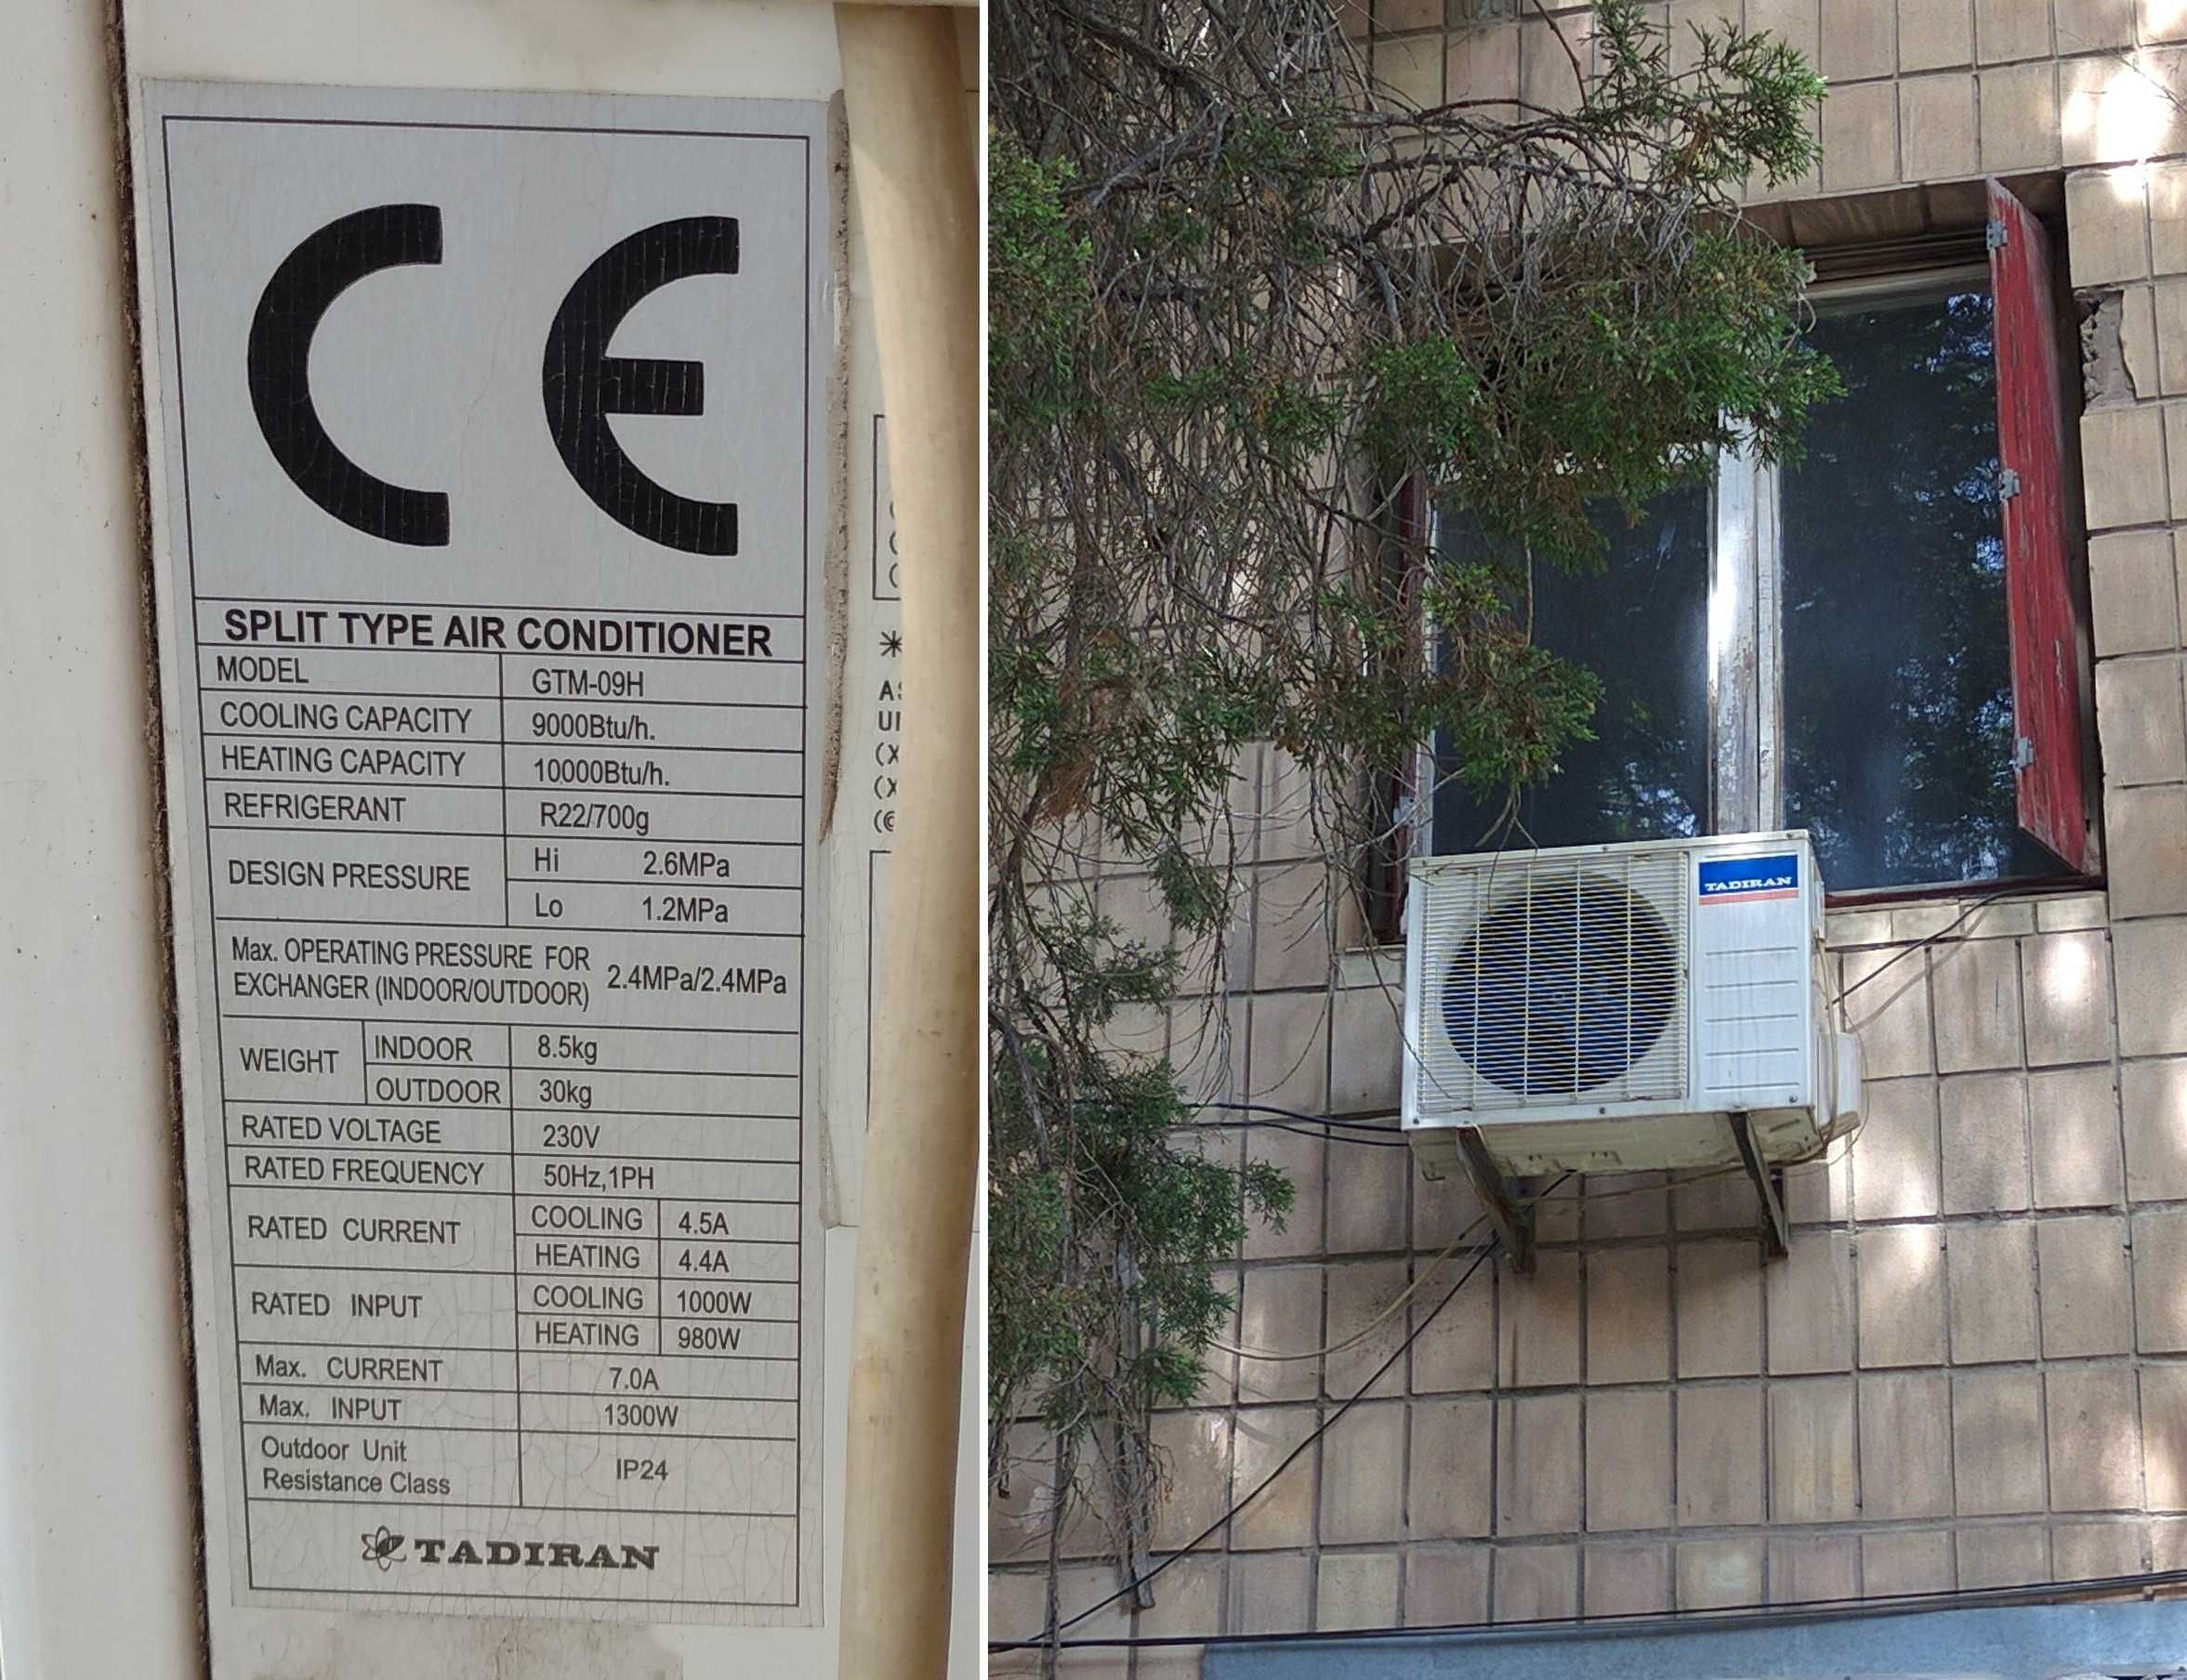 CE
SPLIT TYPE AIR CONDITIONER
MODEL GTM-09H
COOLING CAPACITY 9000Btu/h.
HEATING CAPACITY 10000Btu/h.
REFRIGERANT R22/700g
DESIGN PRESSURE Hi 2.6MPa
Lo 1.2MPa
Max. OPERATING PRESSURE FOR
EXCHANGER (INDOOR/OUTDOOR) 2.4MPa/2.4MPa
WEIGHT INDOOR 8.5kg
OUTDOOR 30kg
RATED VOLTAGE 230V
RATED FREQUENCY 50Hz,1PH
RATED CURRENT COOLING 4.5A
HEATING 4.4A
RATED INPUT COOLING 1000W
HEATING 980W
Max. CURRENT 7.0A
Max. INPUT 1300W
Outdoor Unit
Resistance Class IP24
TADIRAN
TADIRAN